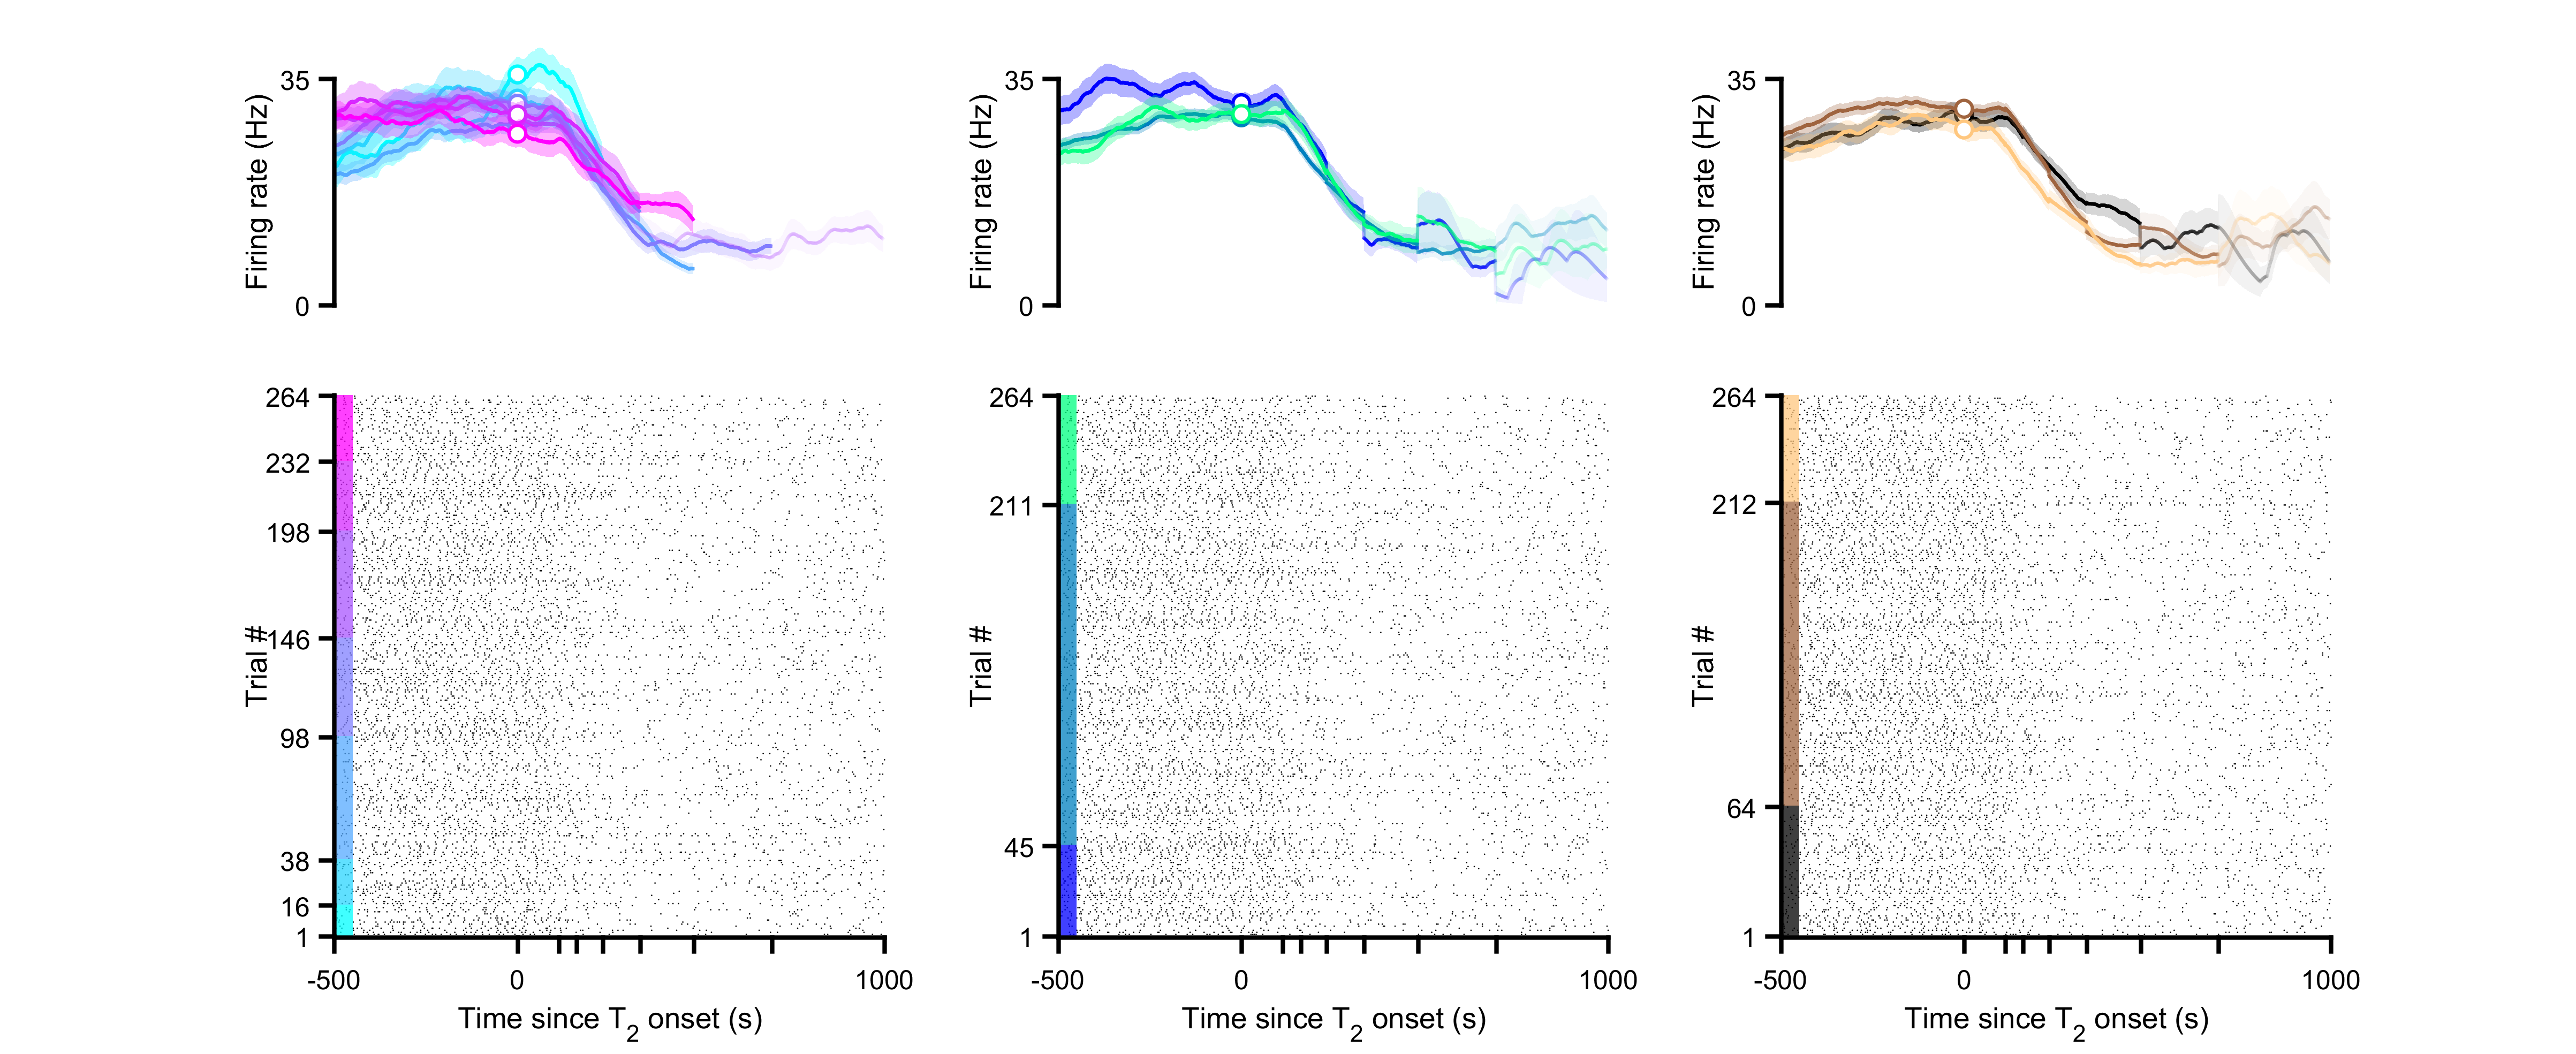 35
Firing rate (Hz)
0
35
Firing rate (Hz)
0
35
Firing rate (Hz)
0
264
232
198
146
98
38
16
1
Trial #
-500 0 1000
Time since T2 onset (s)
264
211
45
1
Trial #
-500 0 1000
Time since T2 onset (s)
264
212
64
1
Trial #
-500 0 1000
Time since T2 onset (s)